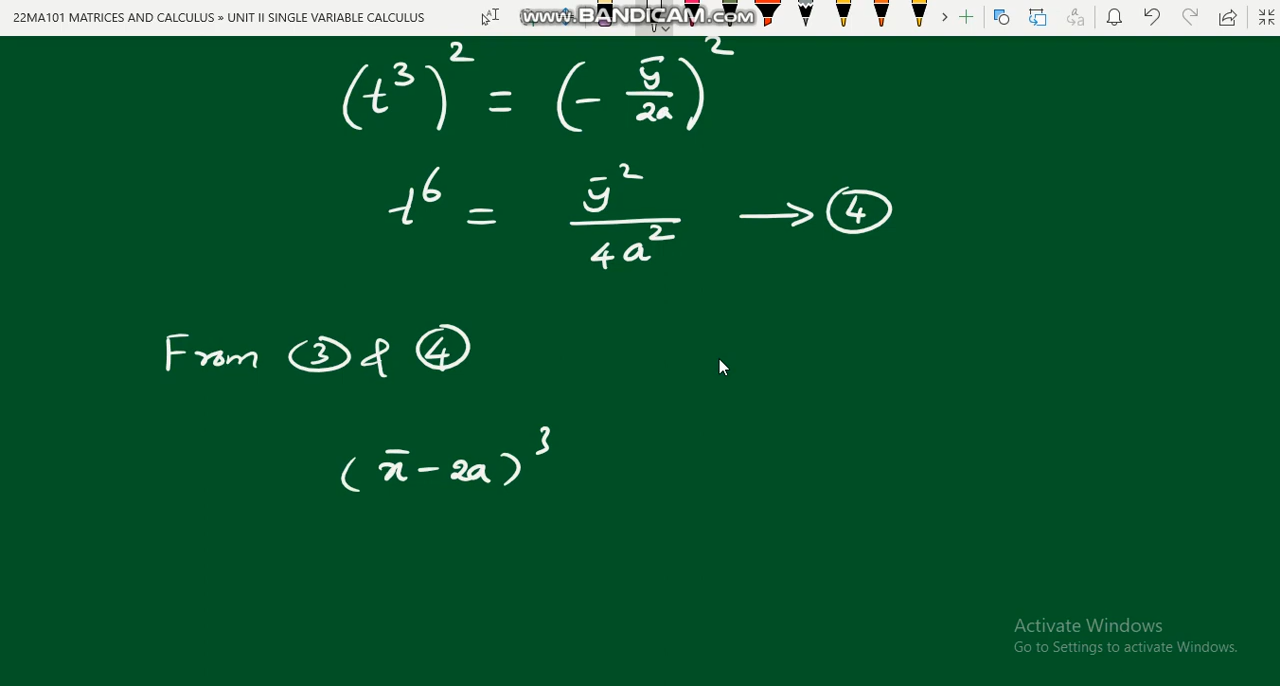 22MA101 MATRICES AND CALCULUS » UNIT II SINGLE VARIABLE CALCULUS
www.BANDICAM.com
(t³)² = (- ȳ/2a)²
t⁶ = ȳ²/4a² → ④
From ③ & ④
(x̄ - 2a)³
Activate Windows
Go to Settings to activate Windows.